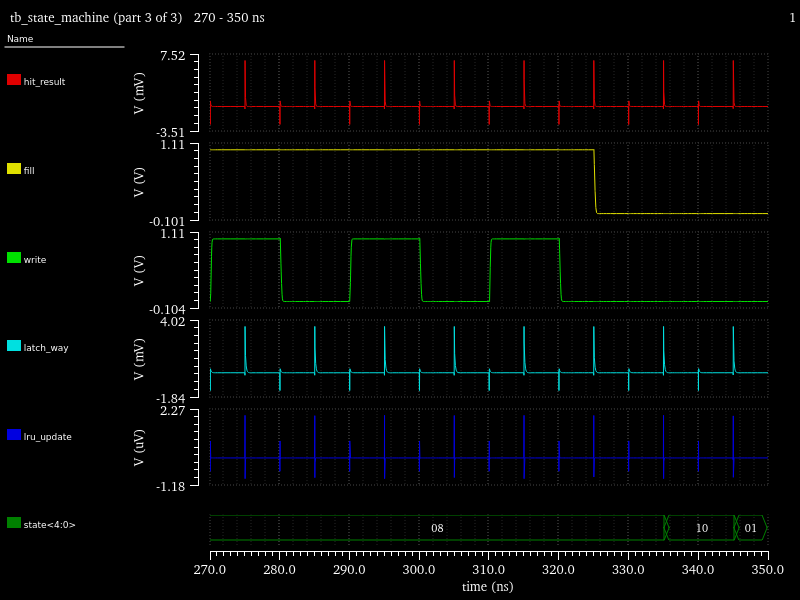 tb_state_machine (part 3 of 3) 270 - 350 ns 1
Name
7.52
hit_result
V (mV)
-3.51
1.11
fill
V (V)
-0.101
1.11
write
V (V)
-0.104
4.02
latch_way
V (mV)
-1.84
2.27
lru_update
V (uV)
-1.18
state<4:0>
08 10 01
270.0 280.0 290.0 300.0 310.0 320.0 330.0 340.0 350.0
time (ns)